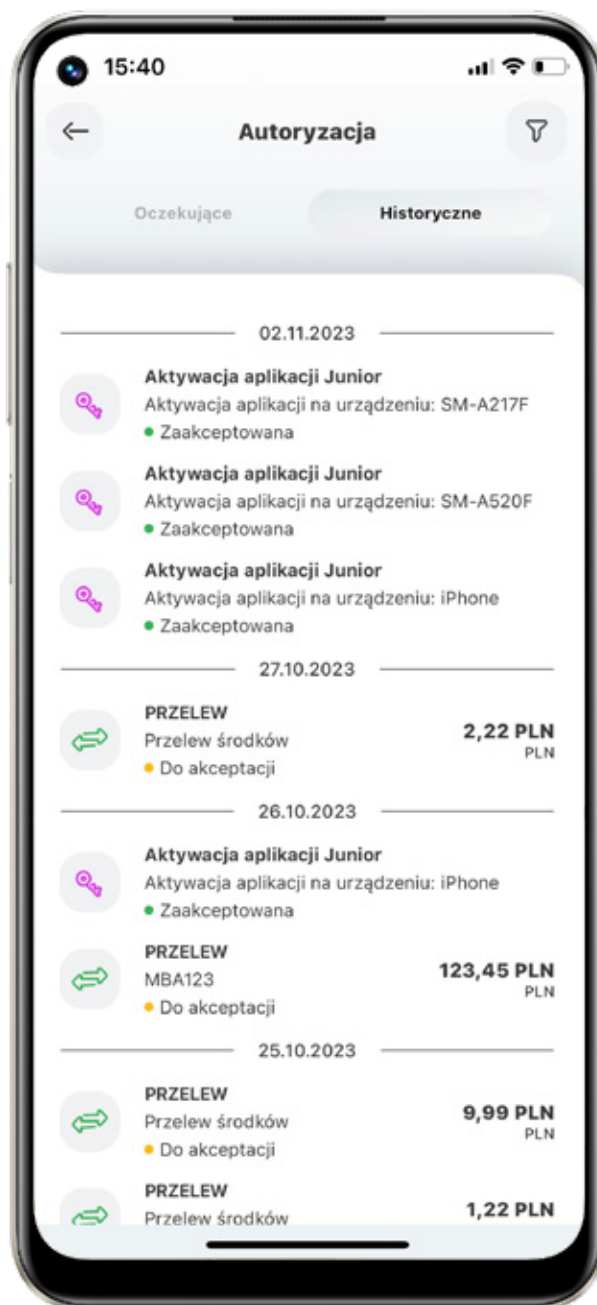 15:40
Autoryzacja
Oczekujące
Historyczne
02.11.2023
Aktywacja aplikacji Junior
Aktywacja aplikacji na urządzeniu: SM-A217F
Zaakceptowana
Aktywacja aplikacji Junior
Aktywacja aplikacji na urządzeniu: SM-A520F
Zaakceptowana
Aktywacja aplikacji Junior
Aktywacja aplikacji na urządzeniu: iPhone
Zaakceptowana
27.10.2023
PRZELEW
Przelew środków
2,22 PLN
PLN
Do akceptacji
26.10.2023
Aktywacja aplikacji Junior
Aktywacja aplikacji na urządzeniu: iPhone
Zaakceptowana
PRZELEW
MBA123
123,45 PLN
PLN
Do akceptacji
25.10.2023
PRZELEW
Przelew środków
9,99 PLN
PLN
Do akceptacji
PRZELEW
Przelew środków
1,22 PLN